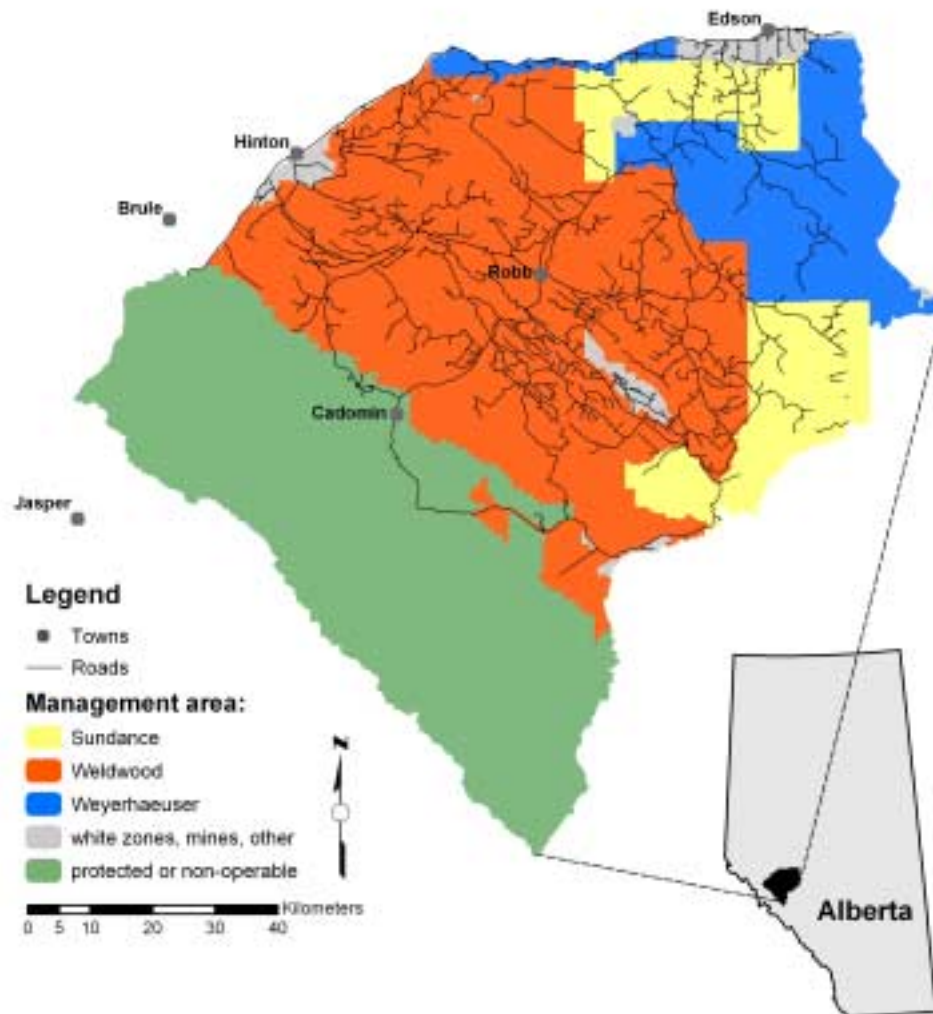 Edson
Hinton
Brule
Robb
Cadomin
Jasper
Legend
Towns
Roads
Management area:
Sundance
Weldwood
Weyerhaeuser
white zones, mines, other
protected or non-operable
Kilometers
0 5 10 20 30 40
N
Alberta